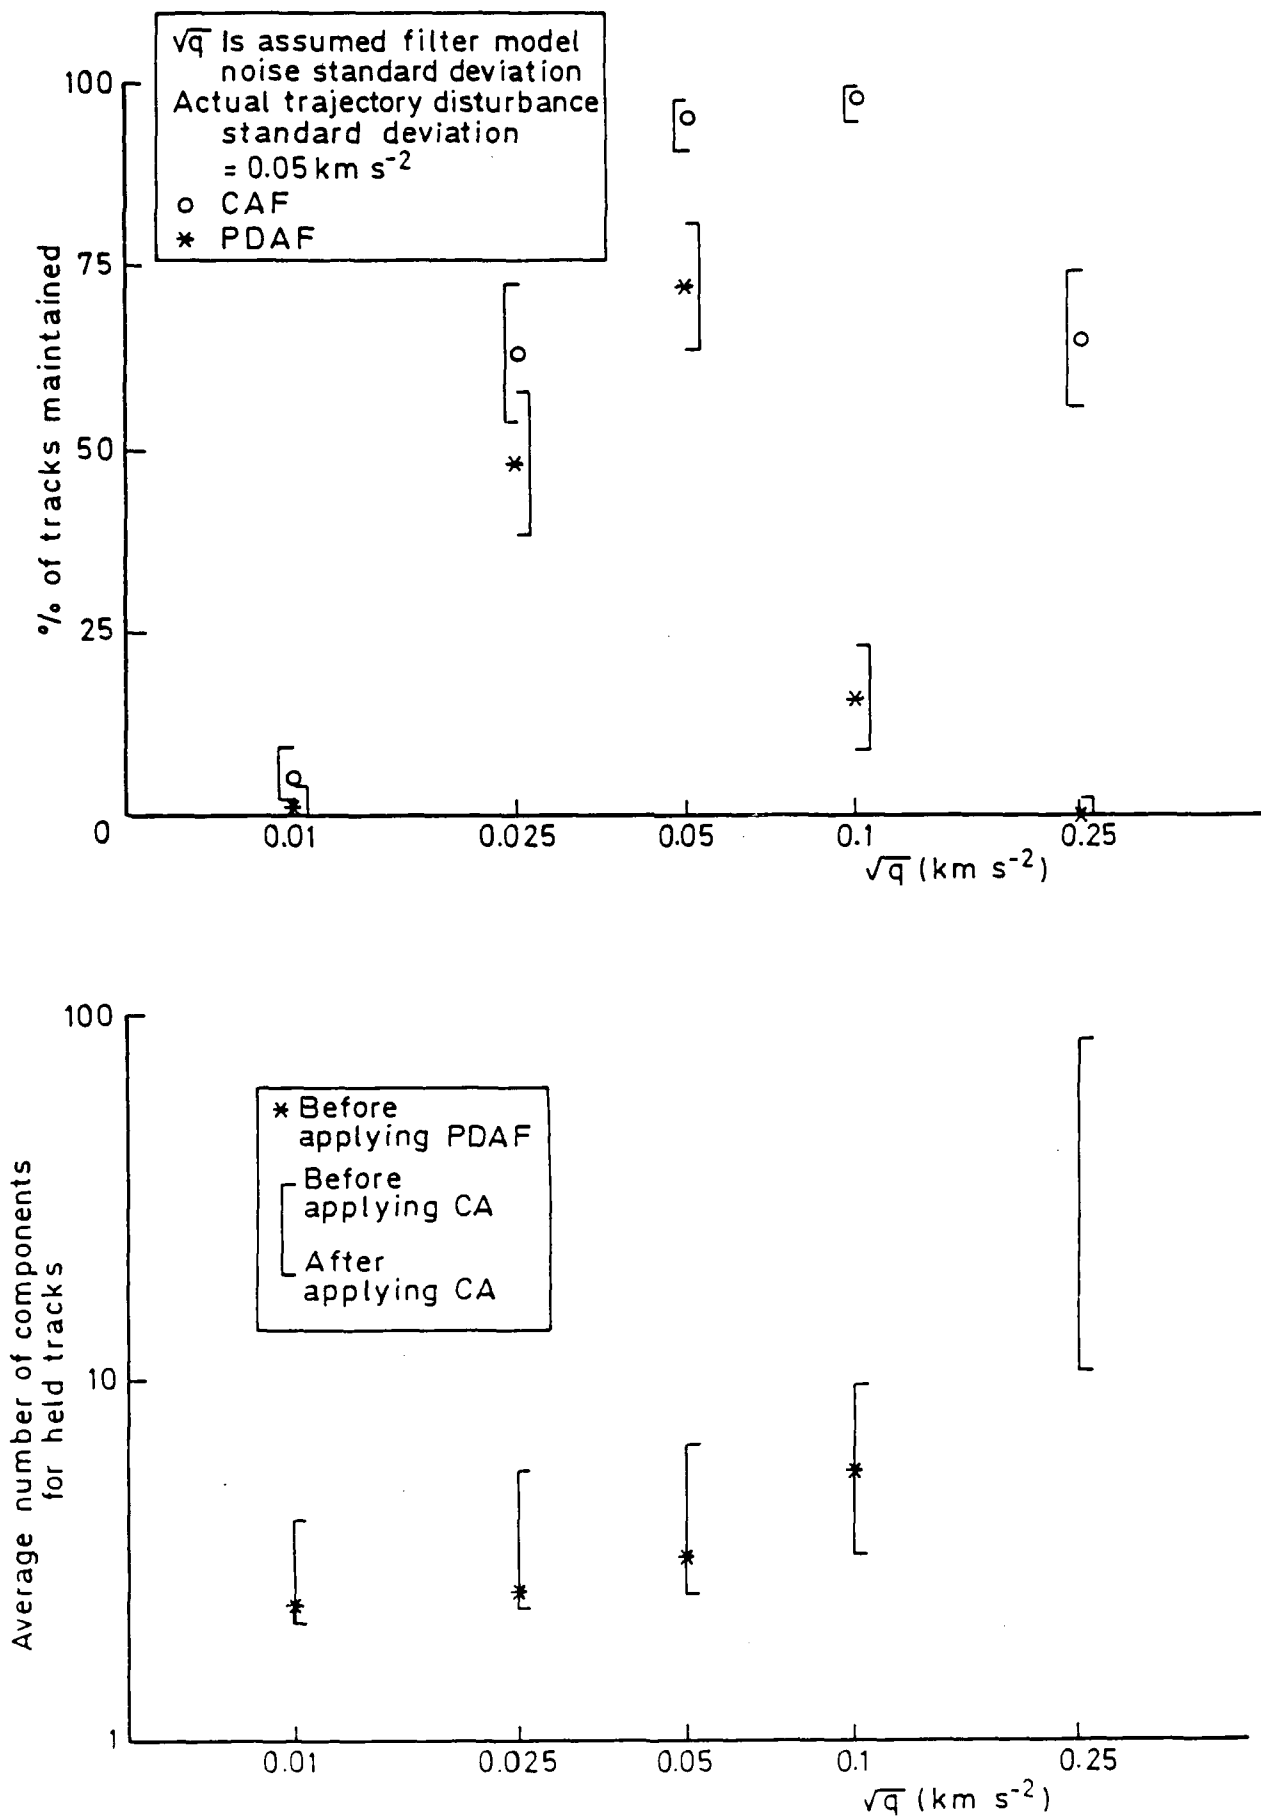 √q Is assumed filter model
noise standard deviation
Actual trajectory disturbance
standard deviation
= 0.05 km s⁻²
o CAF
* PDAF
100
75
50
25
0
% of tracks maintained
0.01 0.025 0.05 0.1 0.25
√q (km s⁻²)
100
10
1
Average number of components
for held tracks
* Before
applying PDAF
Before
applying CA
After
applying CA
0.01 0.025 0.05 0.1 0.25
√q (km s⁻²)